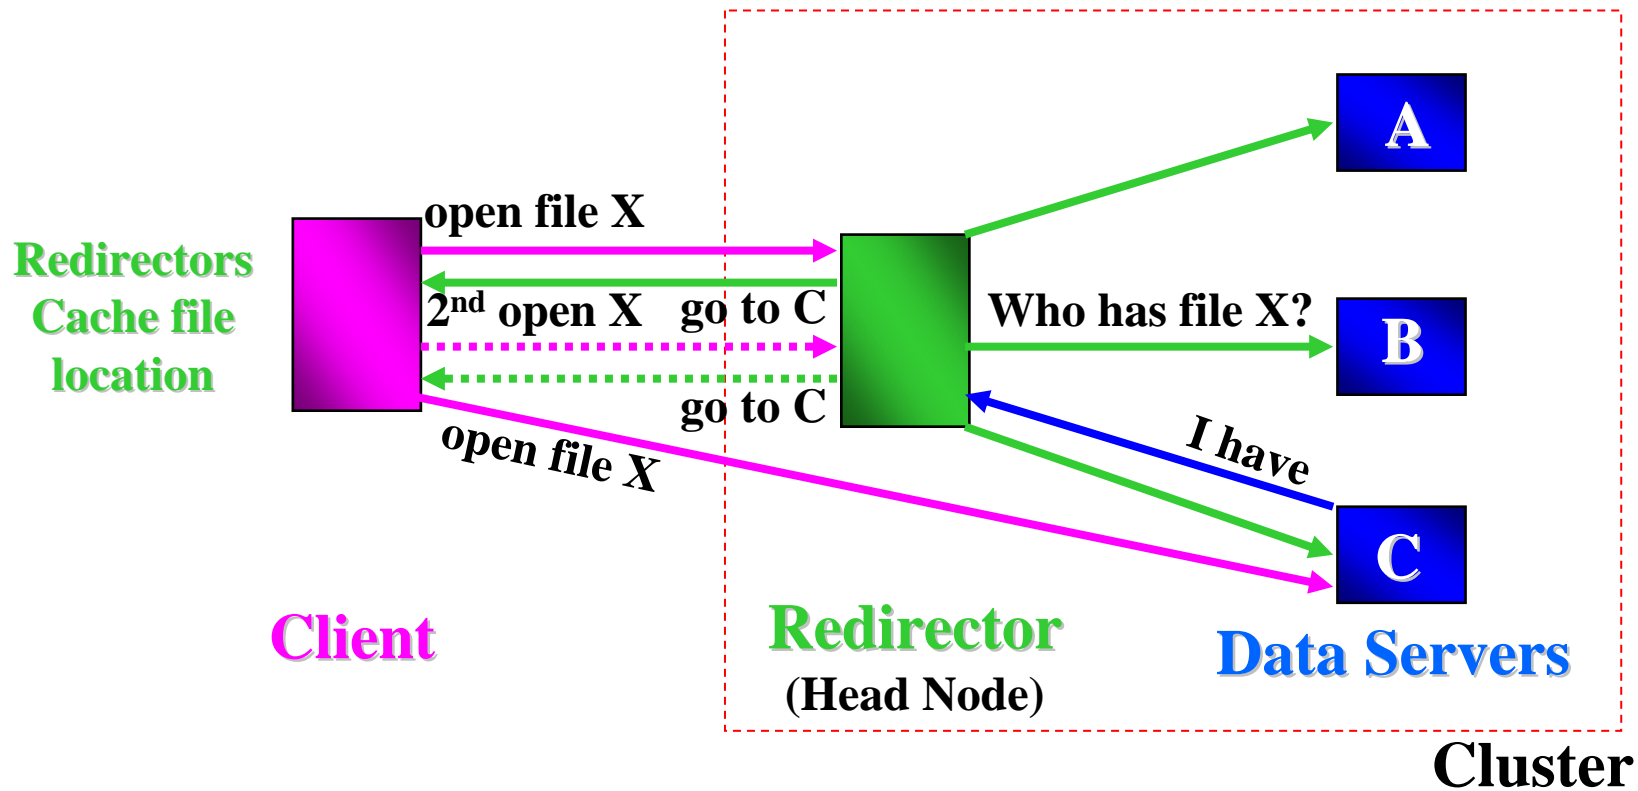 A
open file X
Redirectors
Cache file
location
2nd open X
go to C
Who has file X?
B
go to C
open file X
I have
C
Client
Redirector
(Head Node)
Data Servers
Cluster